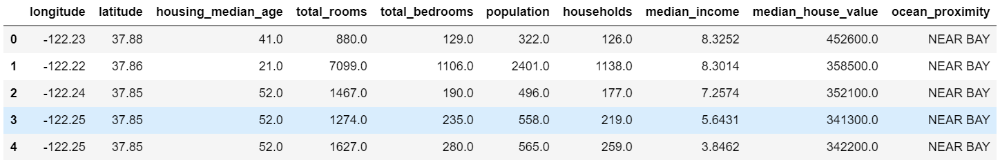 longitude latitude housing_median_age total_rooms total_bedrooms population households median_income median_house_value ocean_proximity
0 -122.23 37.88 41.0 880.0 129.0 322.0 126.0 8.3252 452600.0 NEAR BAY
1 -122.22 37.86 21.0 7099.0 1106.0 2401.0 1138.0 8.3014 358500.0 NEAR BAY
2 -122.24 37.85 52.0 1467.0 190.0 496.0 177.0 7.2574 352100.0 NEAR BAY
3 -122.25 37.85 52.0 1274.0 235.0 558.0 219.0 5.6431 341300.0 NEAR BAY
4 -122.25 37.85 52.0 1627.0 280.0 565.0 259.0 3.8462 342200.0 NEAR BAY